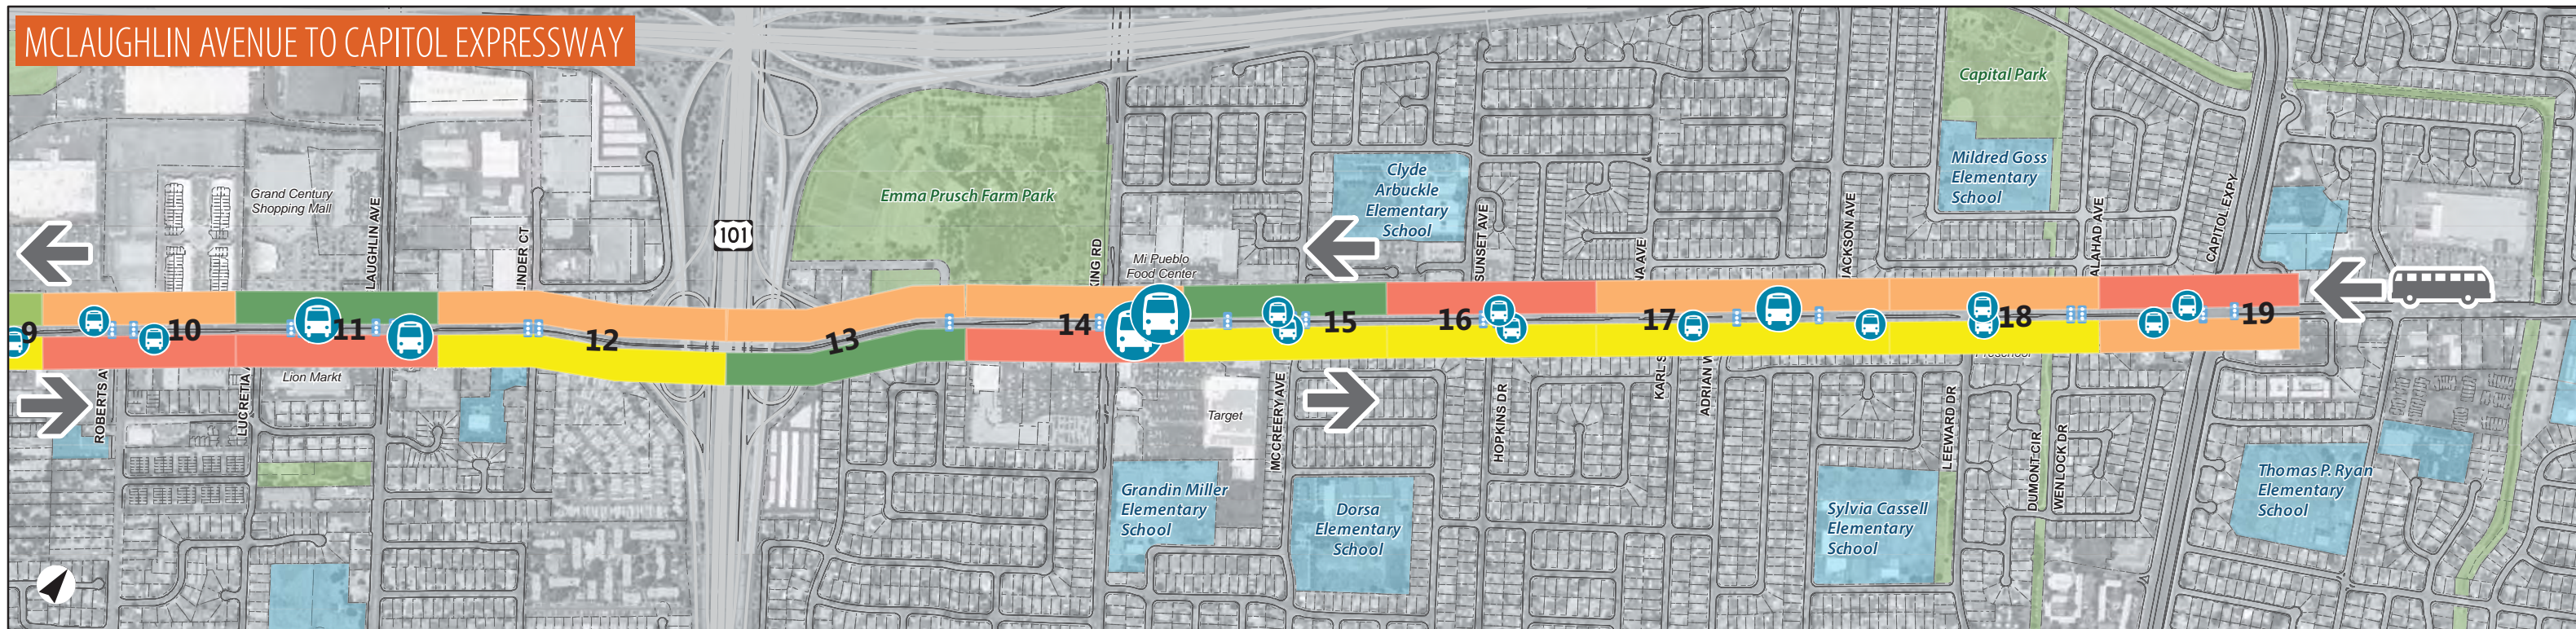 MCLAUGHLIN AVENUE TO CAPITOL EXPRESSWAY
Capital Park
Mildred Goss
Elementary
School
Clyde
Arbuckle
Elementary
School
Emma Prusch Farm Park
Grand Century
Shopping Mall
LAUGHLIN AVE
INDER CT
101
KING RD
Mi Pueblo
Food Center
SUNSET AVE
NA AVE
JACKSON AVE
ALAHAD AVE
CAPITOL EXPY
9
10
11
12
13
14
15
16
17
18
19
Preschool
ROBERTS AV
LUCRETIA A
Lion Markt
Target
MCCREERY AVE
HOPKINS DR
KARL S
ADRIAN W
LEEWARD DR
DUMONT CIR
WENLOCK DR
Grandin Miller
Elementary
School
Dorsa
Elementary
School
Sylvia Cassell
Elementary
School
Thomas P. Ryan
Elementary
School